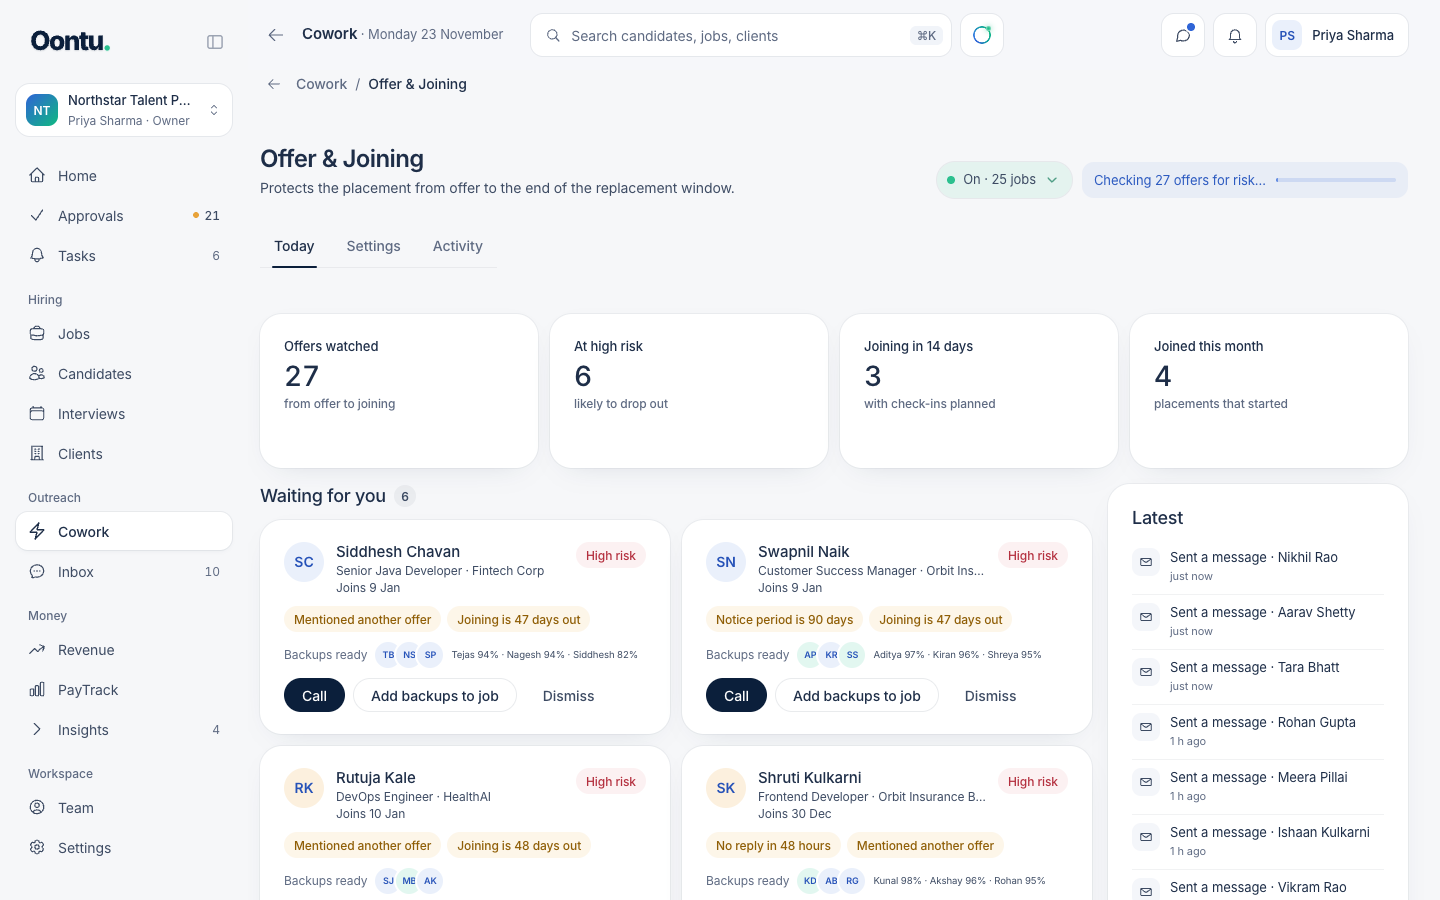 Oontu.
NT
Northstar Talent P...
Priya Sharma · Owner
Home
Approvals
21
Tasks
6
Hiring
Jobs
Candidates
Interviews
Clients
Outreach
Cowork
Inbox
10
Money
Revenue
PayTrack
Insights
4
Workspace
Team
Settings
Cowork · Monday 23 November
Search candidates, jobs, clients
⌘K
PS
Priya Sharma
Cowork / Offer & Joining
Offer & Joining
Protects the placement from offer to the end of the replacement window.
On · 25 jobs
Checking 27 offers for risk...
Today
Settings
Activity
Offers watched
27
from offer to joining
At high risk
6
likely to drop out
Joining in 14 days
3
with check-ins planned
Joined this month
4
placements that started
Waiting for you 6
SC
Siddhesh Chavan
High risk
Senior Java Developer · Fintech Corp
Joins 9 Jan
Mentioned another offer
Joining is 47 days out
Backups ready
TB
NS
SP
Tejas 94% · Nagesh 94% · Siddhesh 82%
Call
Add backups to job
Dismiss
SN
Swapnil Naik
High risk
Customer Success Manager · Orbit Ins...
Joins 9 Jan
Notice period is 90 days
Joining is 47 days out
Backups ready
AP
KR
SS
Aditya 97% · Kiran 96% · Shreya 95%
Call
Add backups to job
Dismiss
RK
Rutuja Kale
High risk
DevOps Engineer · HealthAI
Joins 10 Jan
Mentioned another offer
Joining is 48 days out
Backups ready
SJ
MB
AK
SK
Shruti Kulkarni
High risk
Frontend Developer · Orbit Insurance B...
Joins 30 Dec
No reply in 48 hours
Mentioned another offer
Backups ready
KD
AB
RG
Kunal 98% · Akshay 96% · Rohan 95%
Latest
Sent a message · Nikhil Rao
just now
Sent a message · Aarav Shetty
just now
Sent a message · Tara Bhatt
just now
Sent a message · Rohan Gupta
1 h ago
Sent a message · Meera Pillai
1 h ago
Sent a message · Ishaan Kulkarni
1 h ago
Sent a message · Vikram Rao